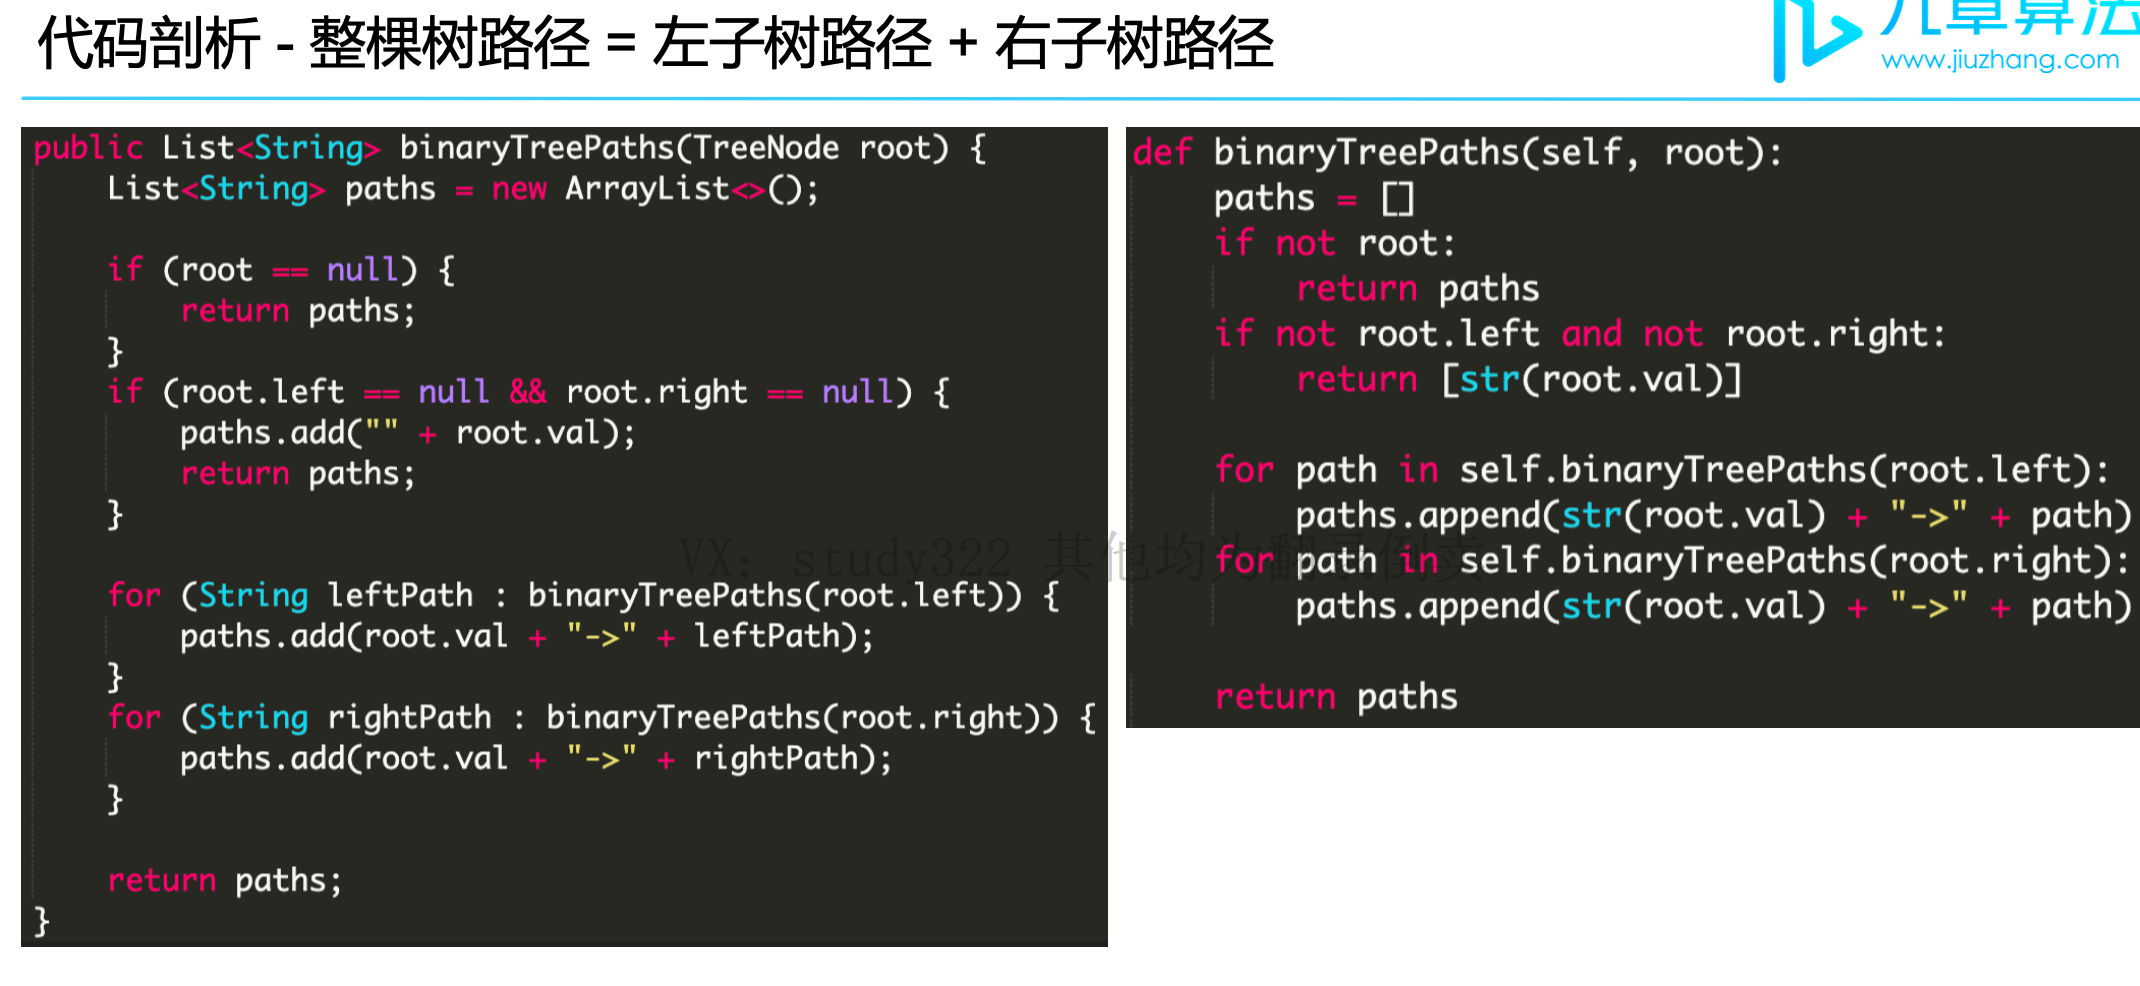 代码剖析 - 整棵树路径 = 左子树路径 + 右子树路径
九章算法
www.jiuzhang.com
public List<String> binaryTreePaths(TreeNode root) {
    List<String> paths = new ArrayList<>();

    if (root == null) {
        return paths;
    }
    if (root.left == null && root.right == null) {
        paths.add("" + root.val);
        return paths;
    }

    for (String leftPath : binaryTreePaths(root.left)) {
        paths.add(root.val + "->" + leftPath);
    }
    for (String rightPath : binaryTreePaths(root.right)) {
        paths.add(root.val + "->" + rightPath);
    }

    return paths;
}
def binaryTreePaths(self, root):
    paths = []
    if not root:
        return paths
    if not root.left and not root.right:
        return [str(root.val)]

    for path in self.binaryTreePaths(root.left):
        paths.append(str(root.val) + "->" + path)
    for path in self.binaryTreePaths(root.right):
        paths.append(str(root.val) + "->" + path)

    return paths
VX: study322 其他均为翻录倒卖